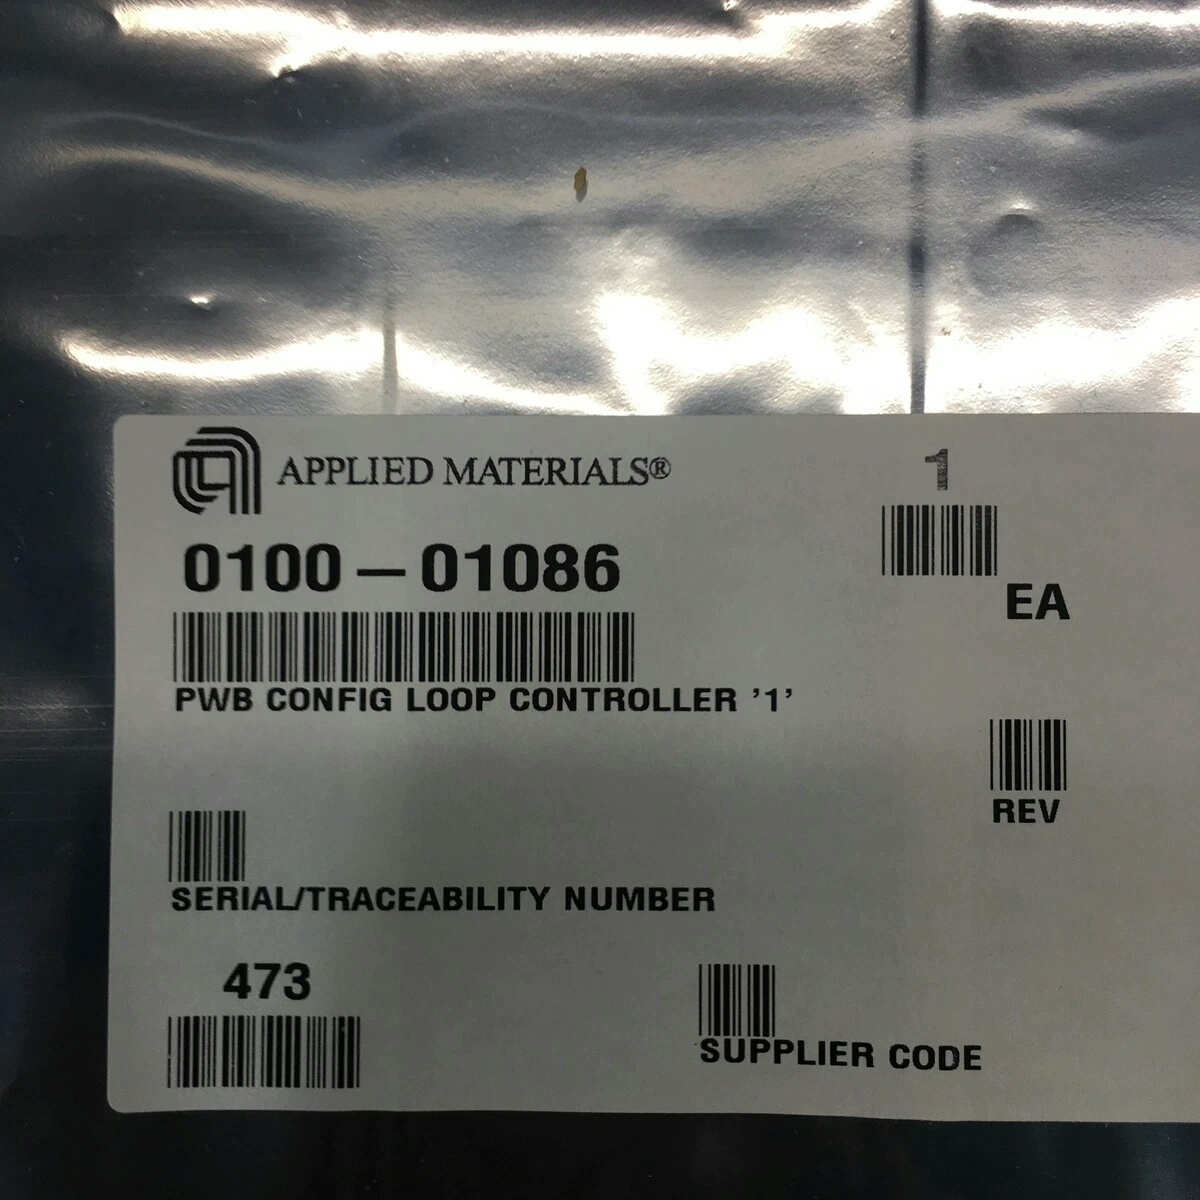 APPLIED MATERIALS®
1
0100-01086
EA
PWB CONFIG LOOP CONTROLLER '1'
REV
SERIAL/TRACEABILITY NUMBER
473
SUPPLIER CODE